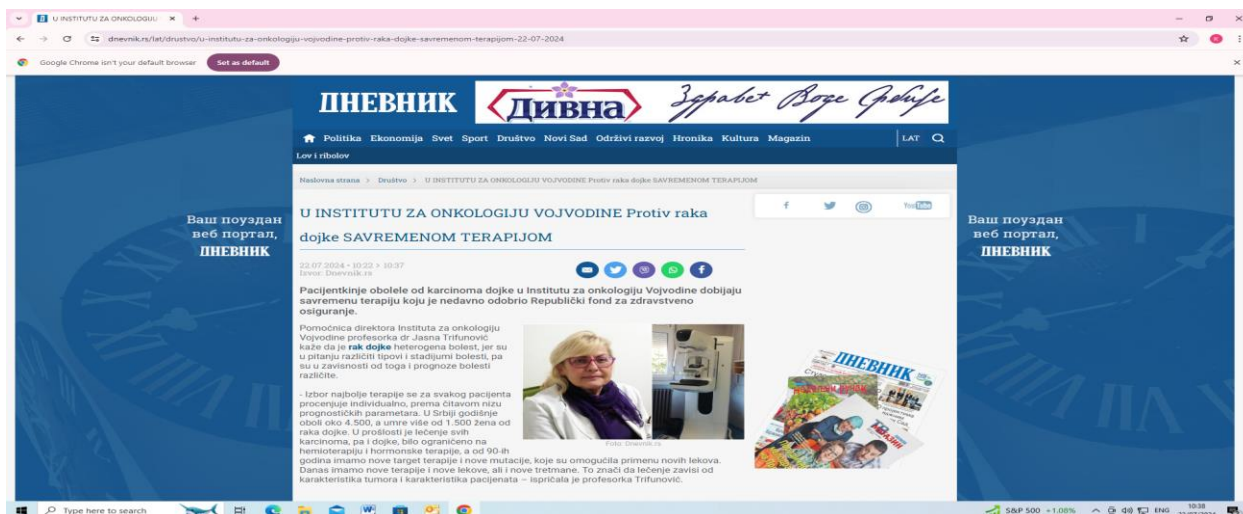 U INSTITUTU ZA ONKOLOGIJU
dnevnik.rs/lat/drustvo/u-institutu-za-onkologiju-vojvodine-protiv-raka-dojke-savremenom-terapijom-22-07-2024
Google Chrome isn't your default browser
Set as default
ДНЕВНИК
Дивна
Политика
Politika Ekonomija Svet Sport Društvo Novi Sad Održivi razvoj Hronika Kultura Magazin
LAT
Lov i ribolov
Naslovna strana > Društvo > U INSTITUTU ZA ONKOLOGIJU VOJVODINE Protiv raka dojke SAVREMENOM TERAPIJOM
U INSTITUTU ZA ONKOLOGIJU VOJVODINE Protiv raka
dojke SAVREMENOM TERAPIJOM
You Tube
Ваш поуздан
веб портал,
ДНЕВНИК
Ваш поуздан
веб портал,
ДНЕВНИК
22.07.2024 • 10:22 > 10:37
Izvor: Dnevnik.rs
Pacijentkinje obolele od karcinoma dojke u Institutu za onkologiju Vojvodine dobijaju
savremenu terapiju koju je nedavno odobrio Republički fond za zdravstveno
osiguranje.
Pomoćnica direktora Instituta za onkologiju
Vojvodine profesorka dr Jasna Trifunović
kaže da je rak dojke heterogena bolest, jer su
u pitanju različiti tipovi i stadijumi bolesti, pa
su u zavisnosti od toga i prognoze bolesti
različite.
- Izbor najbolje terapije se za svakog pacijenta
procenjuje individualno, prema čitavom nizu
prognostičkih parametara. U Srbiji godišnje
oboli oko 4.500, a umre više od 1.500 žena od
raka dojke. U prošlosti je lečenje svih
karcinoma, pa i dojke, bilo ograničeno na
hemioterapiju i hormonske terapije, a od 90-ih
godina imamo nove target terapije i nove mutacije, koje su omogućila primenu novih lekova.
Danas imamo nove terapije i nove lekove, ali i nove tretmane. To znači da lečenje zavisi od
karakteristika tumora i karakteristika pacijenata – ispričala je profesorka Trifunović.
Foto: Dnevnik.rs
ДНЕВНИК
Type here to search
S&P 500 +1.08%
ENG
10:38
22/07/2024